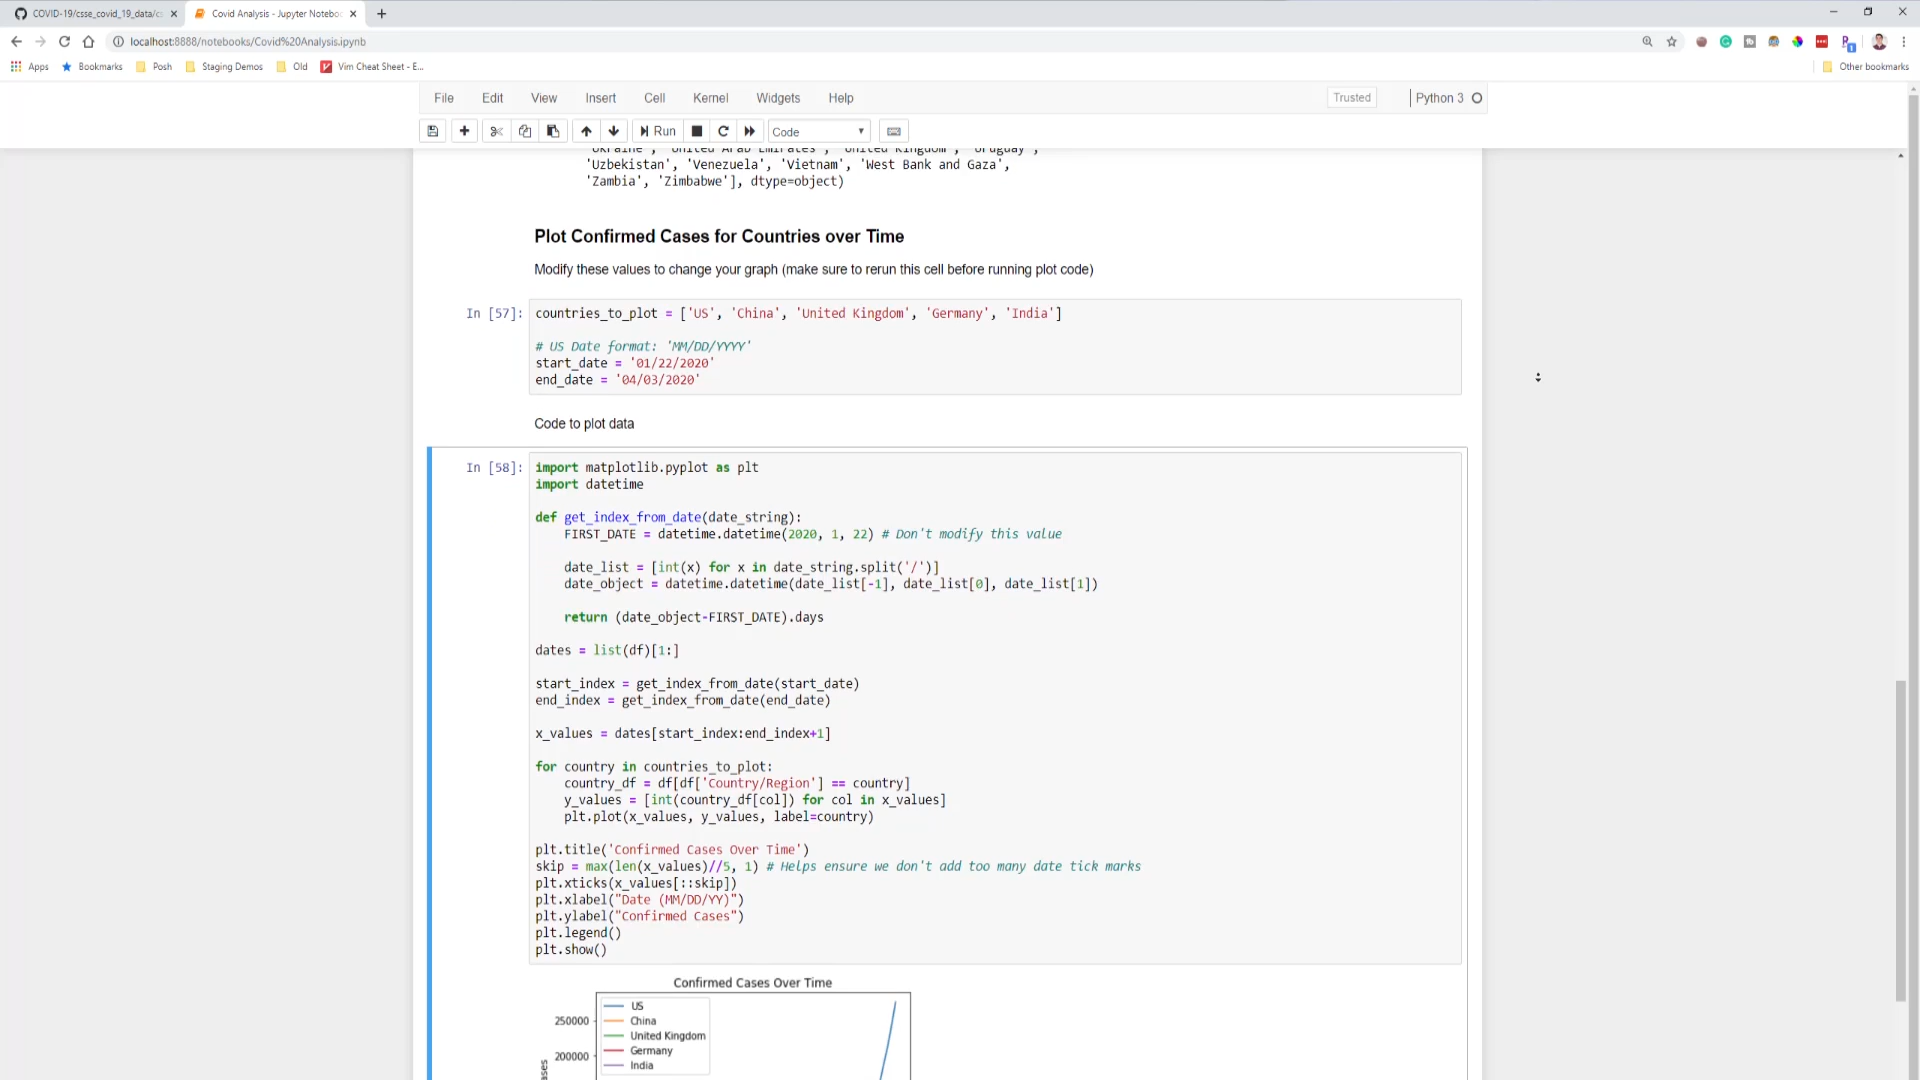 COVID-19/csse_covid_19_data/cs
Covid Analysis - Jupyter Notebo
localhost:8888/notebooks/Covid%20Analysis.ipynb
Apps
Bookmarks
Posh
Staging Demos
Old
Vim Cheat Sheet - E...
Other bookmarks
File
Edit
View
Insert
Cell
Kernel
Widgets
Help
Trusted
Python 3
Run
Code
'Ukraine', 'United Arab Emirates', 'United Kingdom', 'Uruguay',
'Uzbekistan', 'Venezuela', 'Vietnam', 'West Bank and Gaza',
'Zambia', 'Zimbabwe'], dtype=object)
Plot Confirmed Cases for Countries over Time
Modify these values to change your graph (make sure to rerun this cell before running plot code)
In [57]:
countries_to_plot = ['US', 'China', 'United Kingdom', 'Germany', 'India']
# US Date format: 'MM/DD/YYYY'
start_date = '01/22/2020'
end_date = '04/03/2020'
Code to plot data
In [58]:
import matplotlib.pyplot as plt
import datetime
def get_index_from_date(date_string):
FIRST_DATE = datetime.datetime(2020, 1, 22) # Don't modify this value
date_list = [int(x) for x in date_string.split('/')]
date_object = datetime.datetime(date_list[-1], date_list[0], date_list[1])
return (date_object-FIRST_DATE).days
dates = list(df)[1:]
start_index = get_index_from_date(start_date)
end_index = get_index_from_date(end_date)
x_values = dates[start_index:end_index+1]
for country in countries_to_plot:
country_df = df[df['Country/Region'] == country]
y_values = [int(country_df[col]) for col in x_values]
plt.plot(x_values, y_values, label=country)
plt.title('Confirmed Cases Over Time')
skip = max(len(x_values)//5, 1) # Helps ensure we don't add too many date tick marks
plt.xticks(x_values[::skip])
plt.xlabel("Date (MM/DD/YY)")
plt.ylabel("Confirmed Cases")
plt.legend()
plt.show()
Confirmed Cases Over Time
US
China
United Kingdom
Germany
India
250000
200000
ases